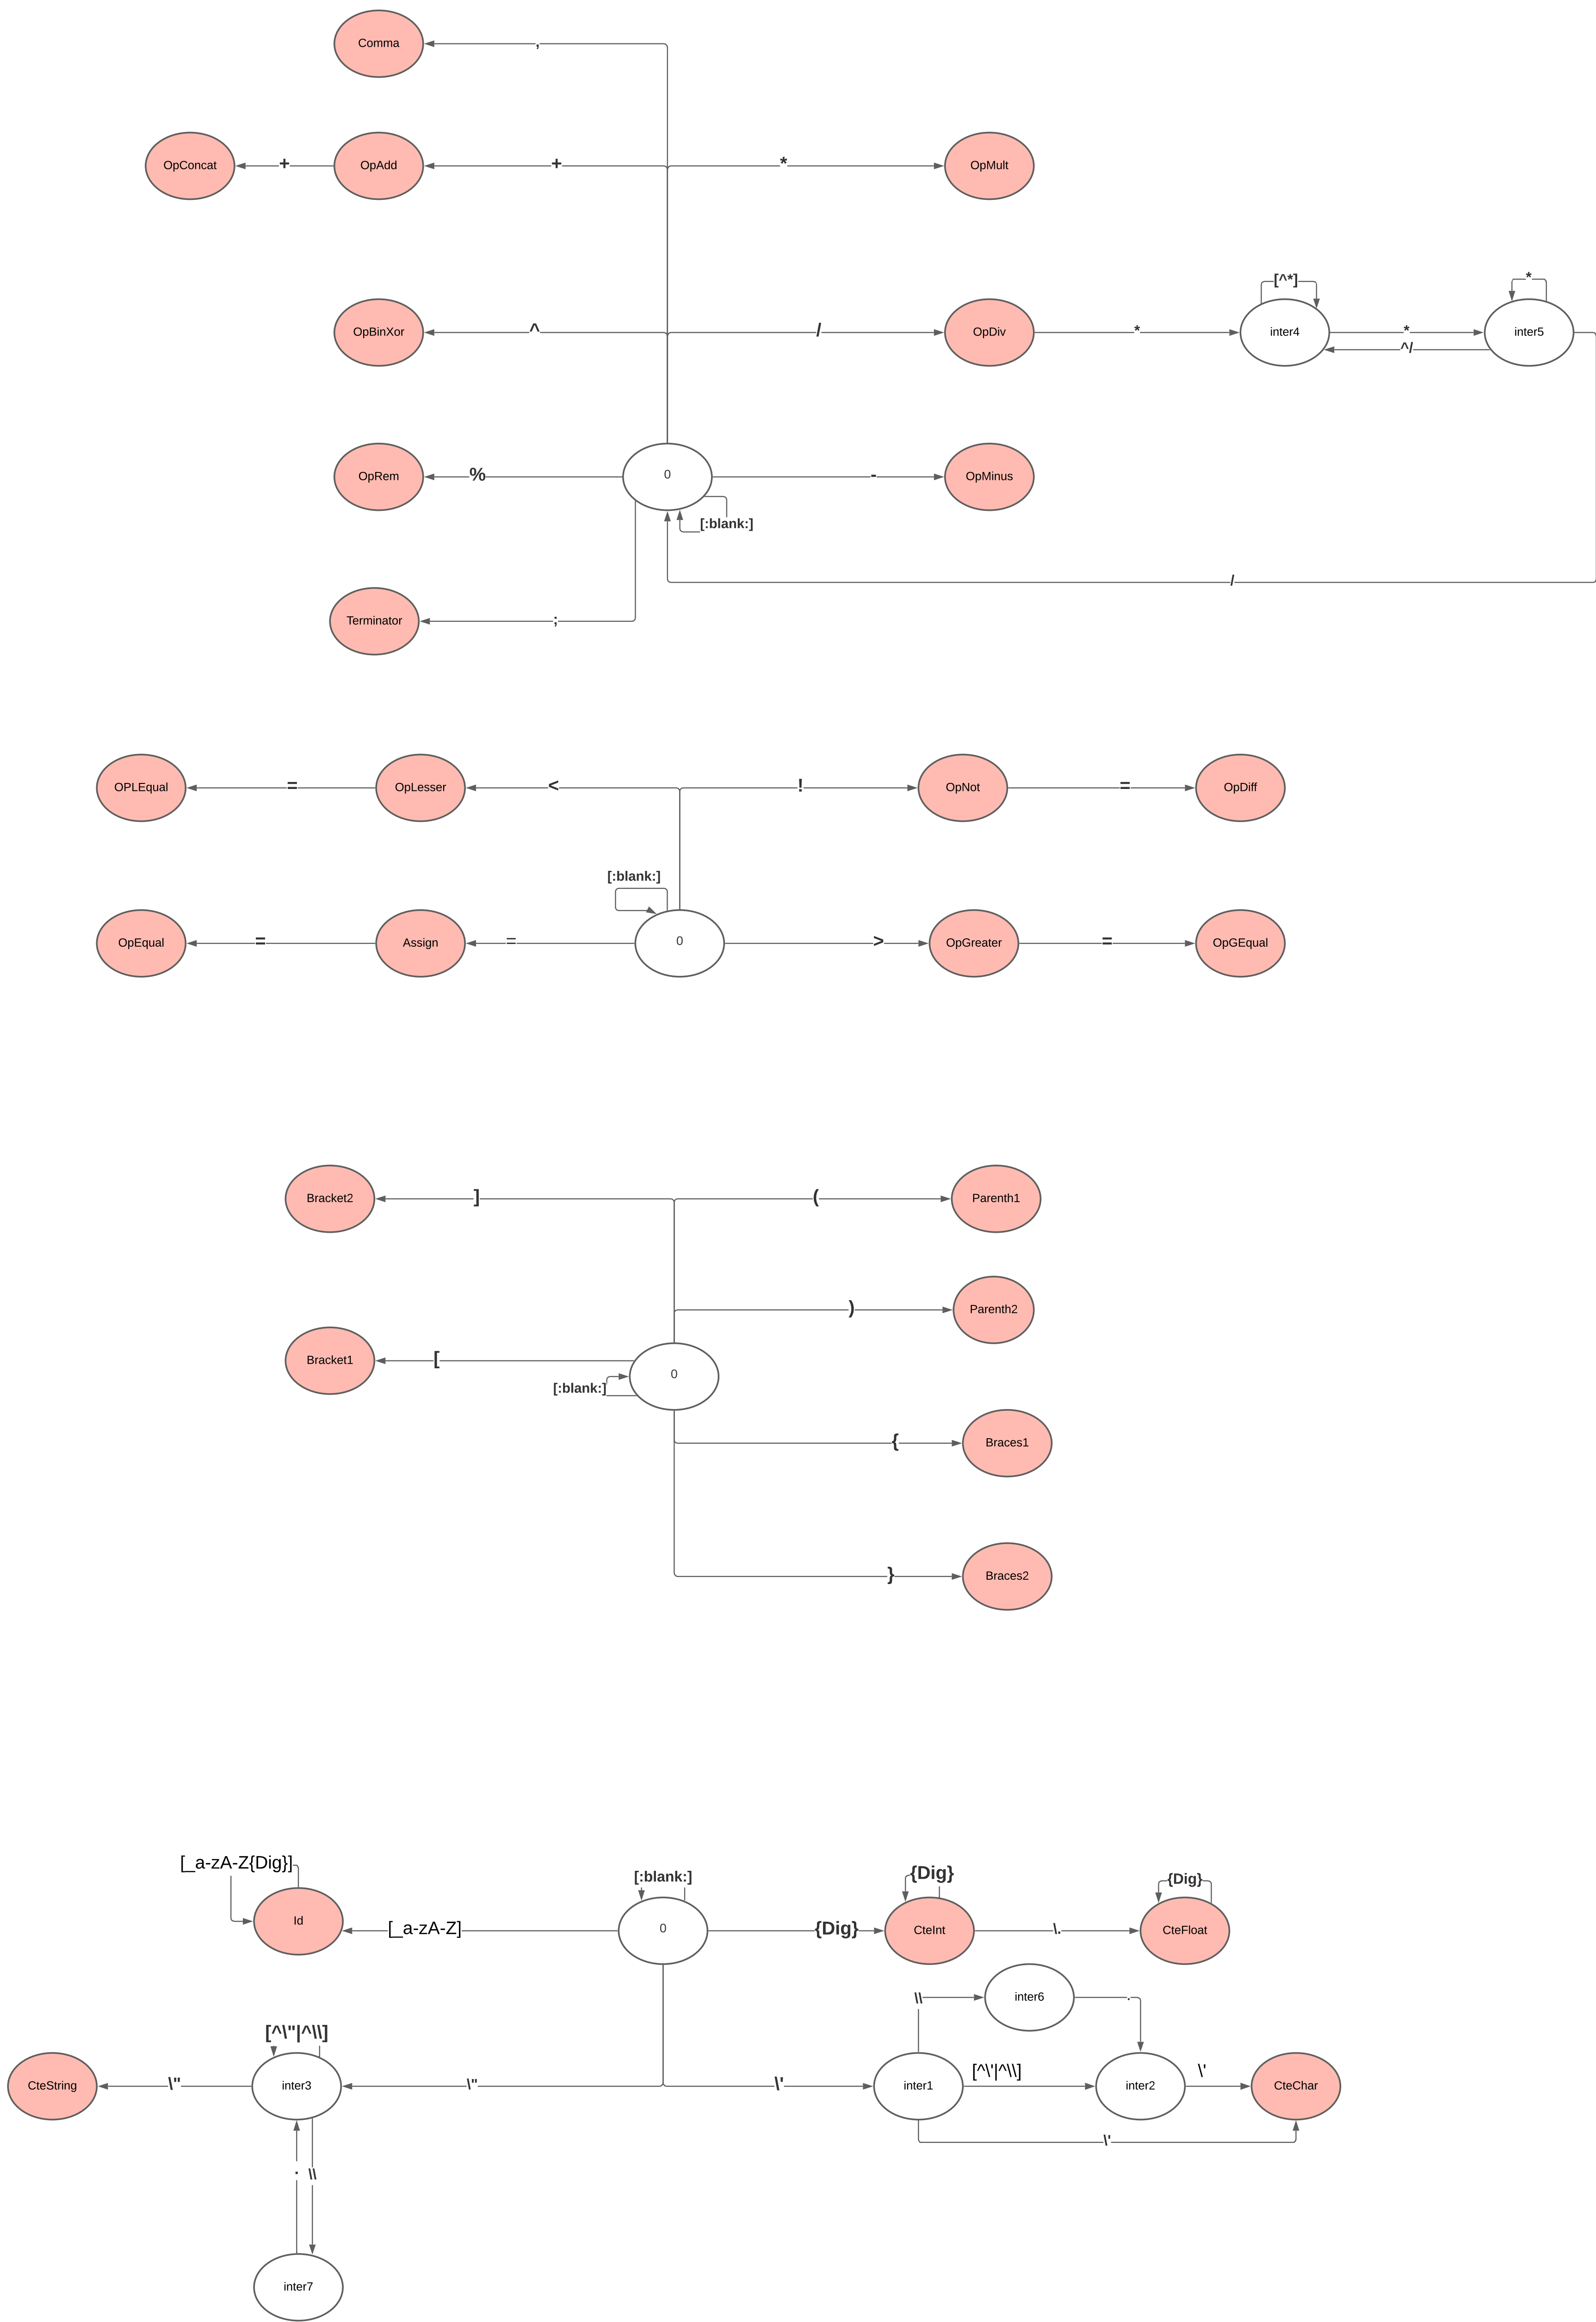 Comma
,
OpConcat
+
OpAdd
+
*
OpMult
OpBinXor
^
/
OpDiv
*
[^*]
inter4
*
^/
*
inter5
OpRem
%
0
[:blank:]
-
OpMinus
/
Terminator
;
OPLEqual
=
OpLesser
<
!
OpNot
=
OpDiff
[:blank:]
OpEqual
=
Assign
=
0
>
OpGreater
=
OpGEqual
Bracket2
]
(
Parenth1
)
Parenth2
Bracket1
[
0
[:blank:]
{
Braces1
}
Braces2
[_a-zA-Z{Dig}]
Id
[_a-zA-Z]
[:blank:]
0
{Dig}
{Dig}
CteInt
\.
{Dig}
CteFloat
\\
inter6
.
[^\"|^\\]
CteString
\"
inter3
\"
\'
inter1
[^\'|^\\]
inter2
\'
CteChar
\'
.
\\
inter7